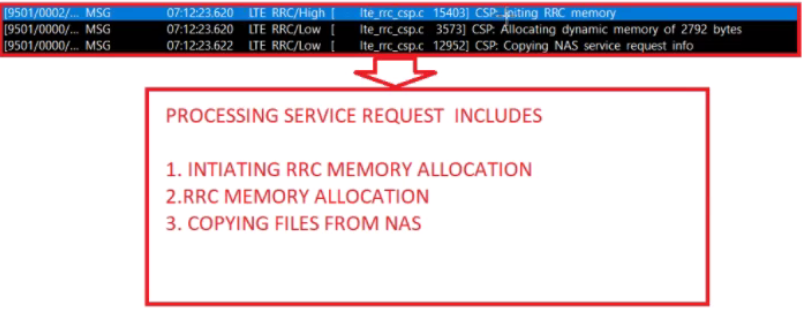 [9501/0002/... MSG 07:12:23.620 LTE RRC/High [ lte_rrc_csp.c 15403] CSP: Initing RRC memory
[9501/0000/... MSG 07:12:23.620 LTE RRC/Low [ lte_rrc_csp.c 3573] CSP: Allocating dynamic memory of 2792 bytes
[9501/0000/... MSG 07:12:23.622 LTE RRC/Low [ lte_rrc_csp.c 12952] CSP: Copying NAS service request info
PROCESSING SERVICE REQUEST INCLUDES
1. INTIATING RRC MEMORY ALLOCATION
2.RRC MEMORY ALLOCATION
3. COPYING FILES FROM NAS